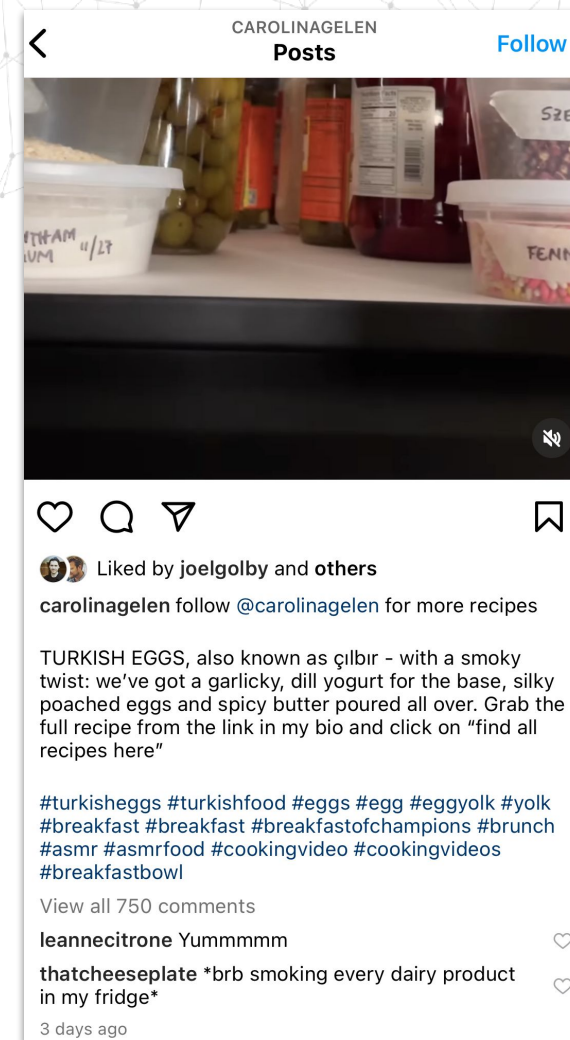 CAROLINAGELEN
Posts
Follow
SZE
THAM 11/27
UM
FENN
Liked by joelgolby and others
carolinagelen follow @carolinagelen for more recipes
TURKISH EGGS, also known as çılbır - with a smoky
twist: we’ve got a garlicky, dill yogurt for the base, silky
poached eggs and spicy butter poured all over. Grab the
full recipe from the link in my bio and click on “find all
recipes here”
#turkisheggs #turkishfood #eggs #egg #eggyolk #yolk
#breakfast #breakfast #breakfastofchampions #brunch
#asmr #asmrfood #cookingvideo #cookingvideos
#breakfastbowl
View all 750 comments
leannecitrone Yummmmm
thatcheeseplate *brb smoking every dairy product
in my fridge*
3 days ago